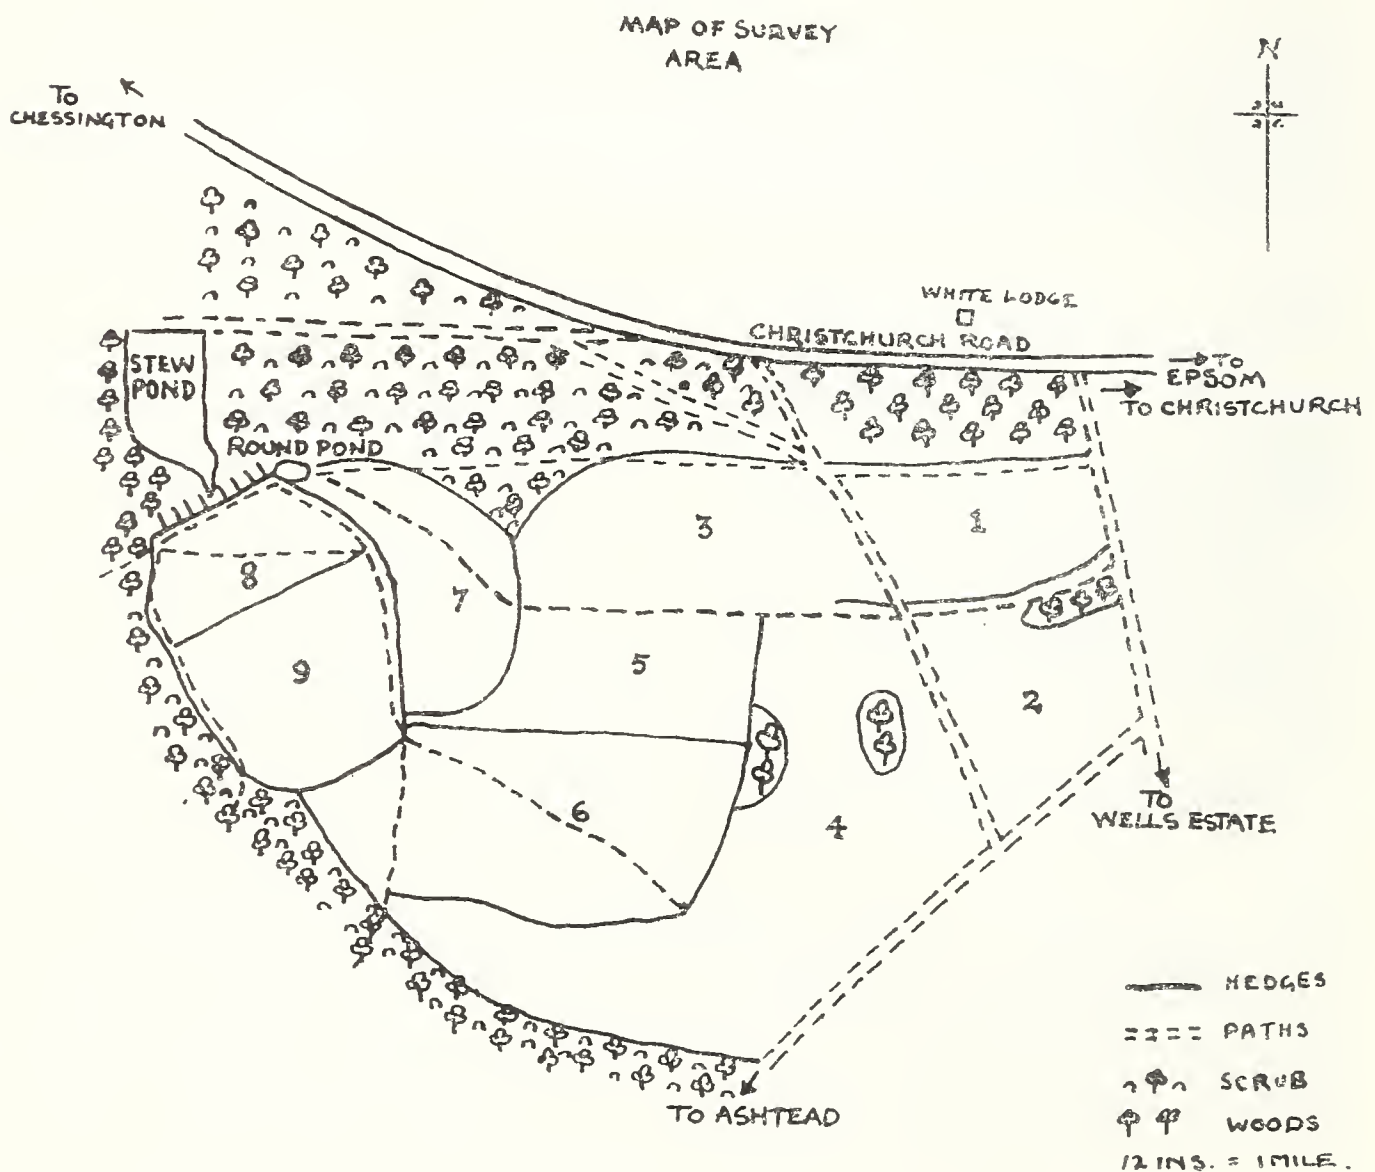 MAP OF SURVEY
AREA
N
TO
CHESSINGTON
WHITE LODGE
CHRISTCHURCH ROAD
TO
EPSOM
TO CHRISTCHURCH
STEW
POND
ROUND POND
3
1
8
7
5
9
2
6
4
TO
WELLS ESTATE
HEDGES
PATHS
SCRUB
WOODS
12 INS. = 1 MILE.
TO ASHTEAD